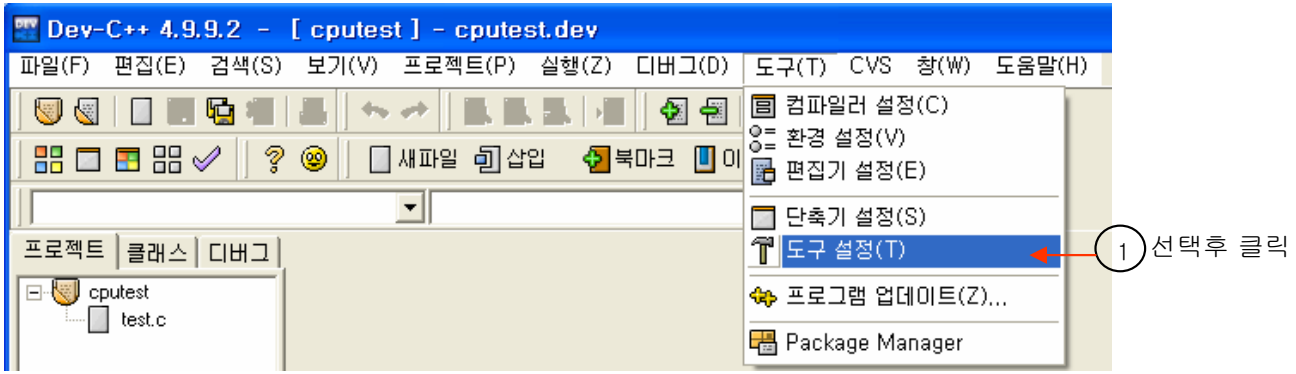 Dev-C++ 4.9.9.2 - [ cputest ] - cputest.dev
파일(F) 편집(E) 검색(S) 보기(V) 프로젝트(P) 실행(Z) 디버그(D) 도구(T) CVS 창(W) 도움말(H)
컴파일러 설정(C)
환경 설정(V)
새파일 삽입 북마크 이
편집기 설정(E)
단축기 설정(S)
프로젝트 클래스 디버그
도구 설정(T)
1 선택후 클릭
cputest
프로그램 업데이트(Z)...
test.c
Package Manager